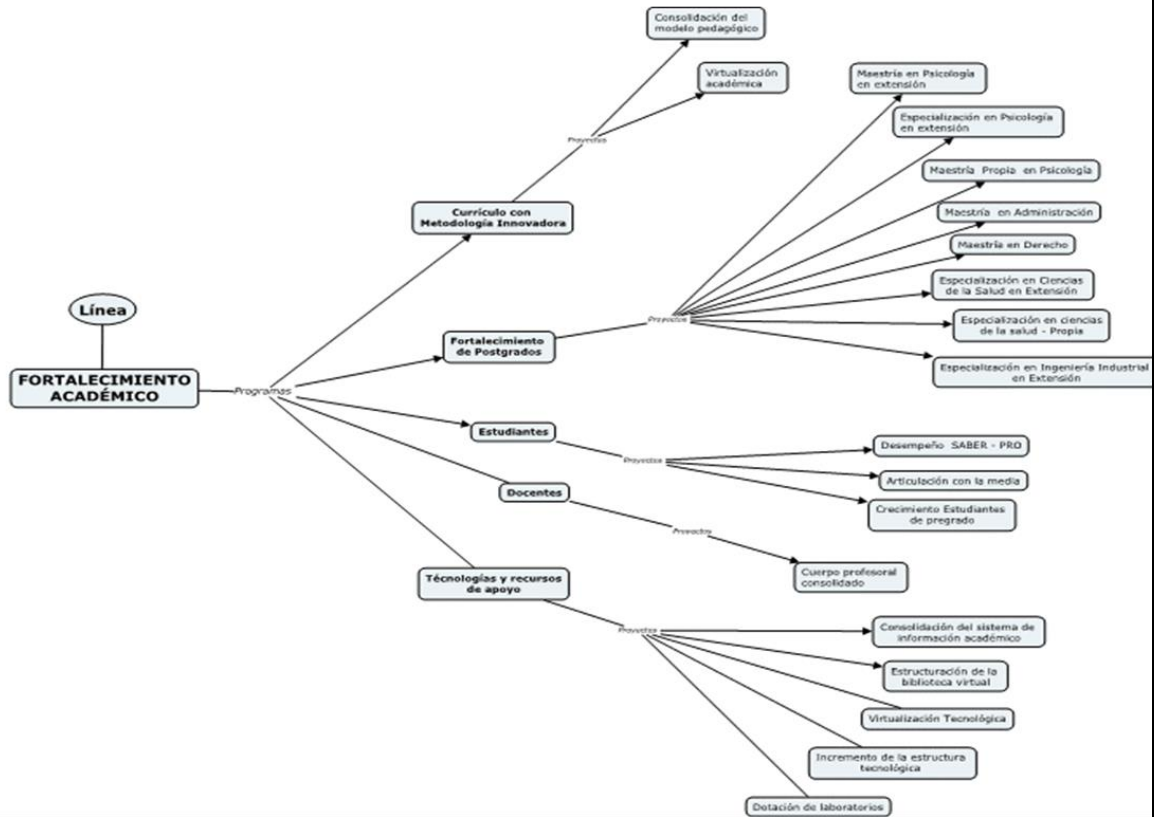 Línea
FORTALECIMIENTO
ACADÉMICO
Programas
Currículo con
Metodología Innovadora
Proyectos
Consolidación del
modelo pedagógico
Virtualización
académica
Fortalecimiento
de Postgrados
Proyectos
Maestría en Psicología
en extensión
Especialización en Psicología
en extensión
Maestría Propia en Psicología
Maestría en Administración
Maestría en Derecho
Especialización en Ciencias
de la Salud en Extensión
Especialización en ciencias
de la salud - Propia
Especialización en Ingeniería Industrial
en Extensión
Estudiantes
Proyectos
Desempeño SABER - PRO
Articulación con la media
Crecimiento Estudiantes
de pregrado
Docentes
Proyectos
Cuerpo profesoral
consolidado
Técnologías y recursos
de apoyo
Proyectos
Consolidación del sistema de
información académico
Estructuración de la
biblioteca virtual
Virtualización Tecnológica
Incremento de la estructura
tecnológica
Dotación de laboratorios